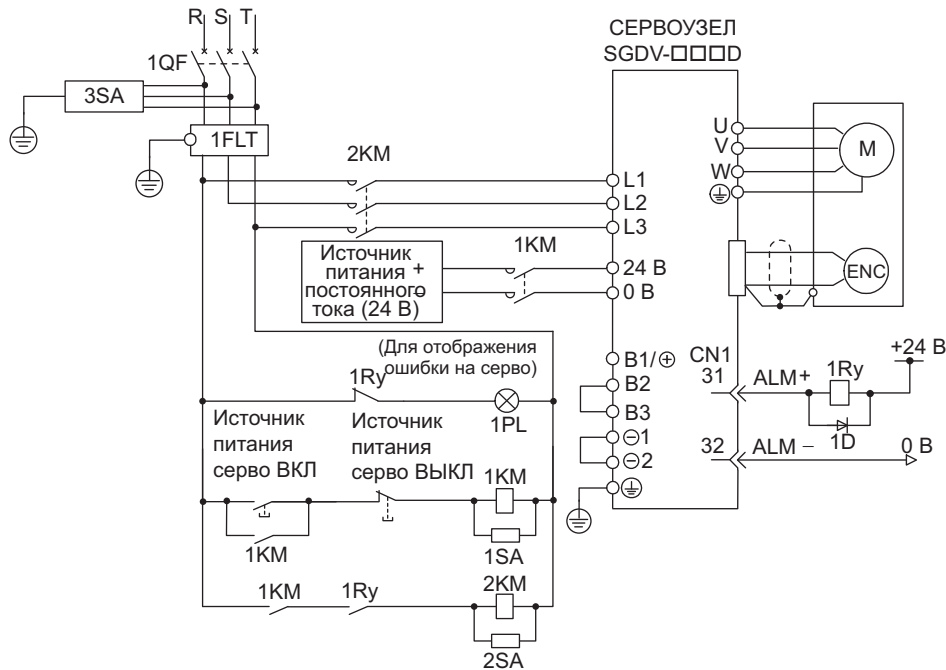 R S T
СЕРВОУЗЕЛ
SGDV-□□□D
1QF
3SA
1FLT
2KM
U
V
W
M
L1
L2
L3
1KM
Источник
питания +
постоянного −
тока (24 В)
24 В
0 В
ENC
(Для отображения
ошибки на серво)
1Ry
1PL
B1/⊕
B2
B3
⊖1
⊖2
CN1
31
ALM+
1Ry
+24 В
1D
32
ALM −
0 В
Источник
питания
серво ВКЛ
Источник
питания
серво ВЫКЛ
1KM
1KM
1SA
1KM
1Ry
2KM
2SA